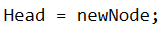 Head = newNode;